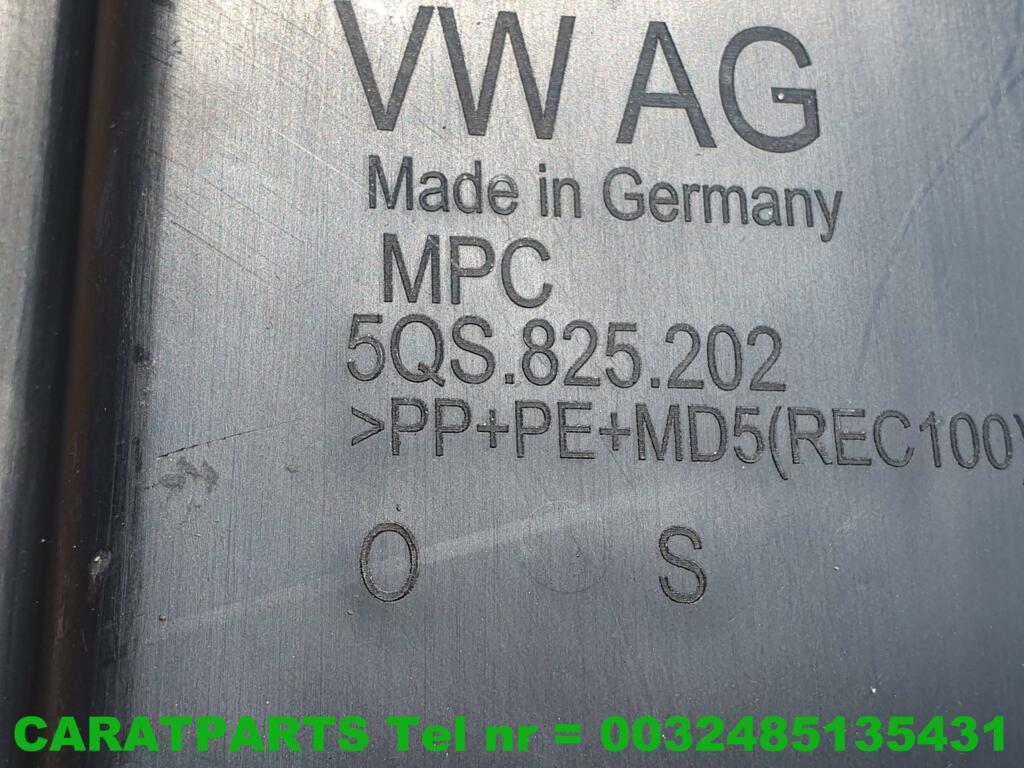 VW AG
Made in Germany
MPC
5QS.825.202
>PP+PE+MD5(REC100)
O S
CARATPARTS Tel nr = 0032485135431